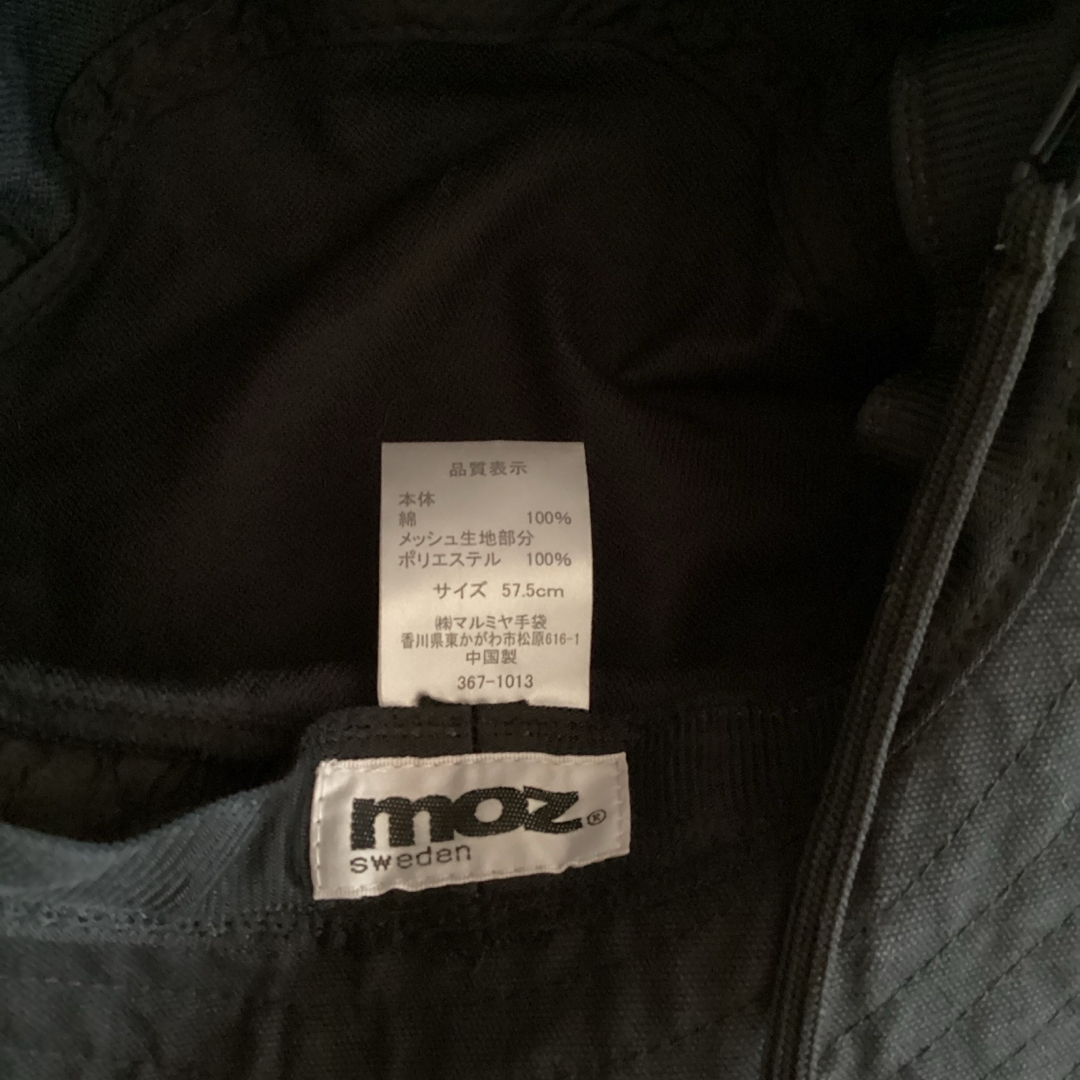 品質表示
本体
綿 100%
メッシュ生地部分
ポリエステル 100%
サイズ 57.5cm
㈱マルミヤ手袋
香川県東かがわ市松原616-1
中国製
367-1013
moz®
sweden